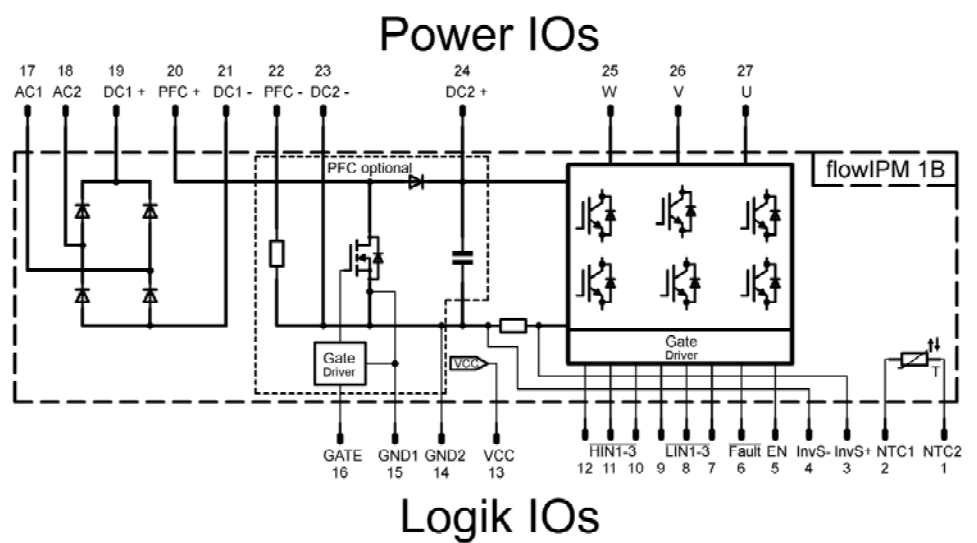 Power IOs
17 18 19 20 21 22 23 24 25 26 27
AC1 AC2 DC1 + PFC + DC1 - PFC - DC2 - DC2 + W V U
PFC optional
flowIPM 1B
Gate
Driver
VCC
Gate
Driver
T
GATE GND1 GND2 VCC HIN1-3 LIN1-3 Fault EN InvS- InvS+ NTC1 NTC2
16 15 14 13 12 11 10 9 8 7 6 5 4 3 2 1
Logik IOs